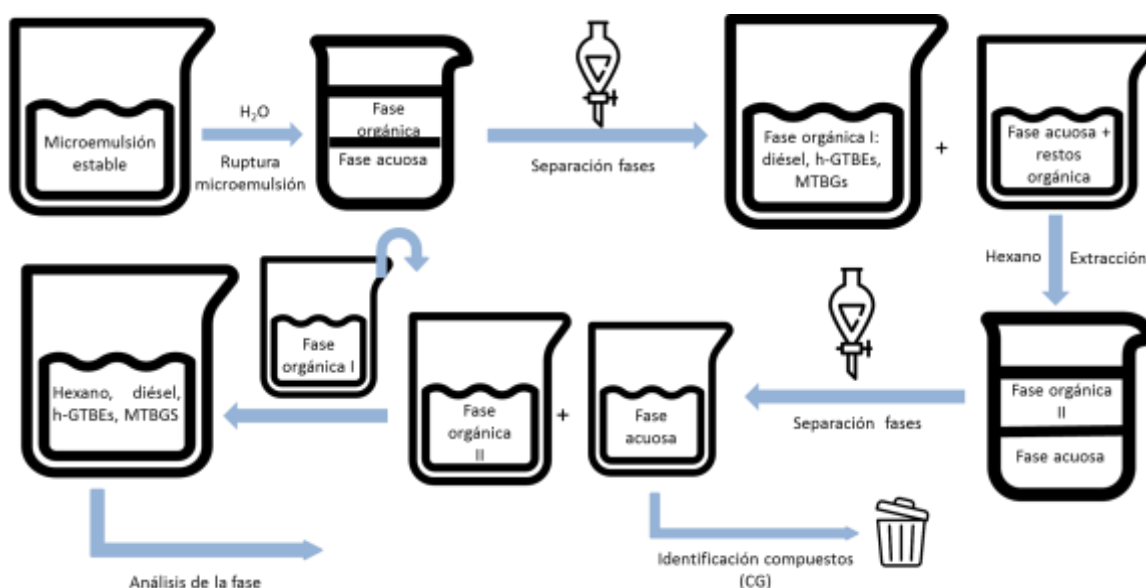 Microemulsión
estable
H₂O
Ruptura
microemulsión
Fase
orgánica
Fase acuosa
Separación fases
Fase orgánica I:
diésel, h-GTBEs,
MTBGs
+
Fase acuosa +
restos
orgánica
Hexano
Extracción
Fase orgánica
II
Fase acuosa
Separación fases
Fase
orgánica
II
+
Fase
acuosa
Fase
orgánica I
Hexano, diésel,
h-GTBEs, MTBGS
Identificación compuestos
(CG)
Análisis de la fase